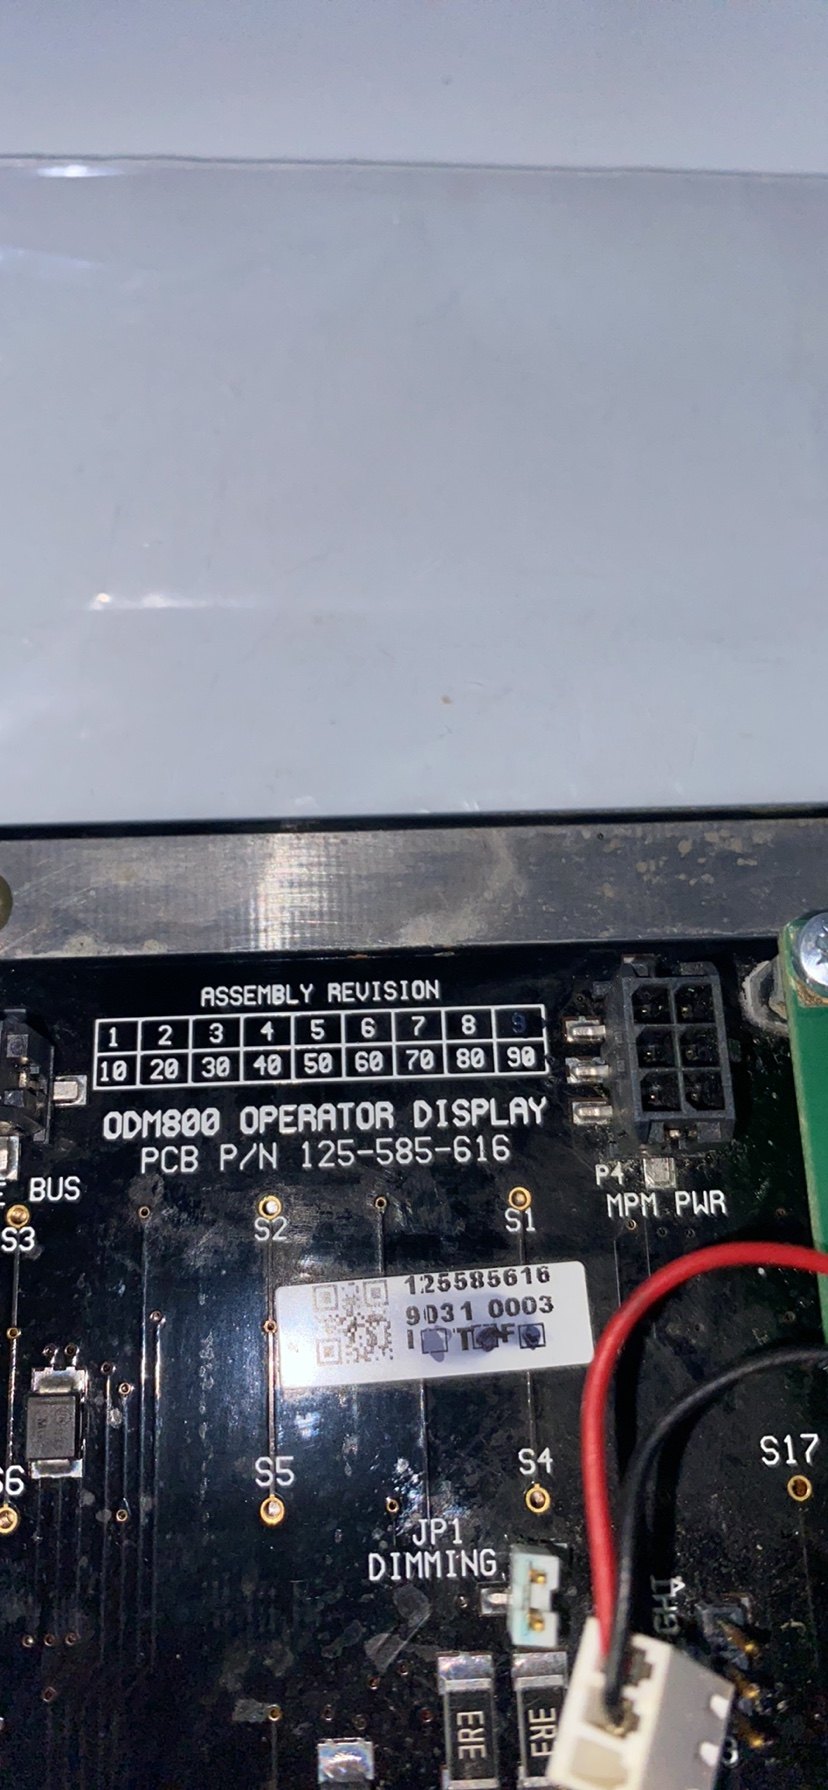 ASSEMBLY REVISION
1 2 3 4 5 6 7 8 9
10 20 30 40 50 60 70 80 90
ODM800 OPERATOR DISPLAY
PCB P/N 125-585-616
BUS
P4
MPM PWR
S3
S2
S1
125585616
9031 0003
S6
S5
S4
S17
JP1
DIMMING
3R3